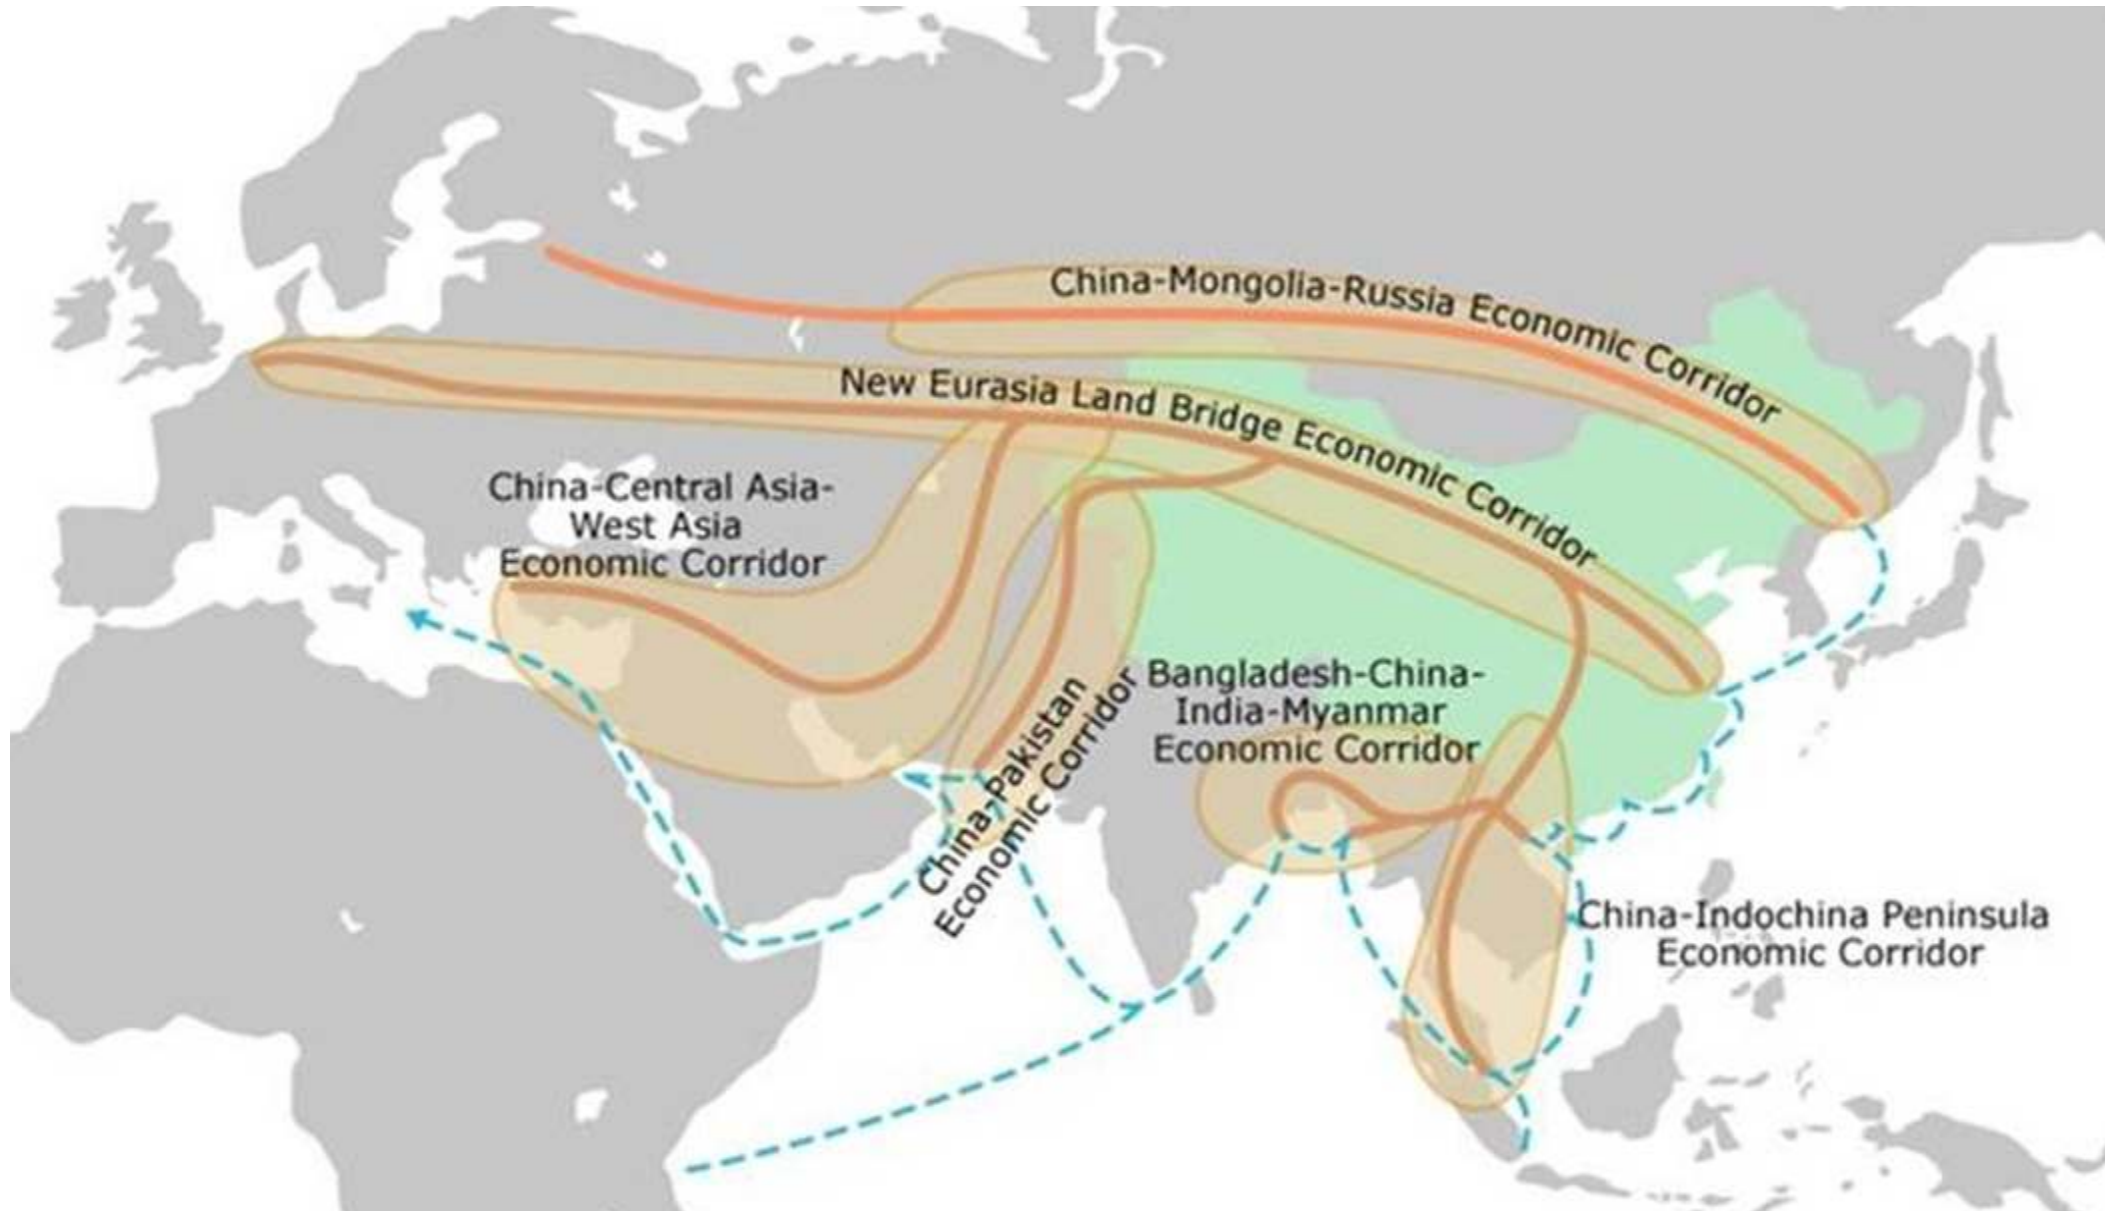 China-Mongolia-Russia Economic Corridor
New Eurasia Land Bridge Economic Corridor
China-Central Asia-
West Asia
Economic Corridor
China-Pakistan
Economic Corridor
Bangladesh-China-
India-Myanmar
Economic Corridor
China-Indochina Peninsula
Economic Corridor